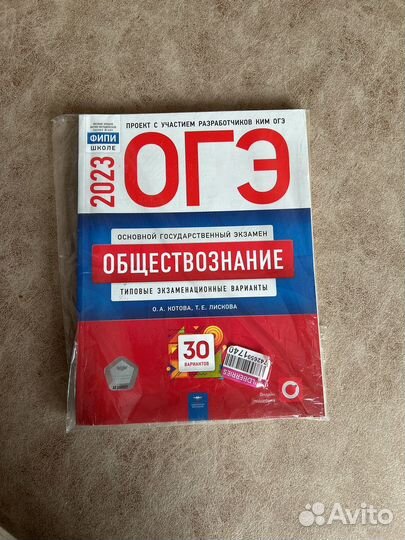 ПРОЕКТ С УЧАСТИЕМ РАЗРАБОТЧИКОВ КИМ ОГЭ
ФИПИ
ШКОЛЕ
2023
ОГЭ
ОСНОВНОЙ ГОСУДАРСТВЕННЫЙ ЭКЗАМЕН
ОБЩЕСТВОЗНАНИЕ
ТИПОВЫЕ ЭКЗАМЕНАЦИОННЫЕ ВАРИАНТЫ
О. А. КОТОВА, Т. Е. ЛИСКОВА
30
ВАРИАНТОВ
WILDBERRIES
Avito